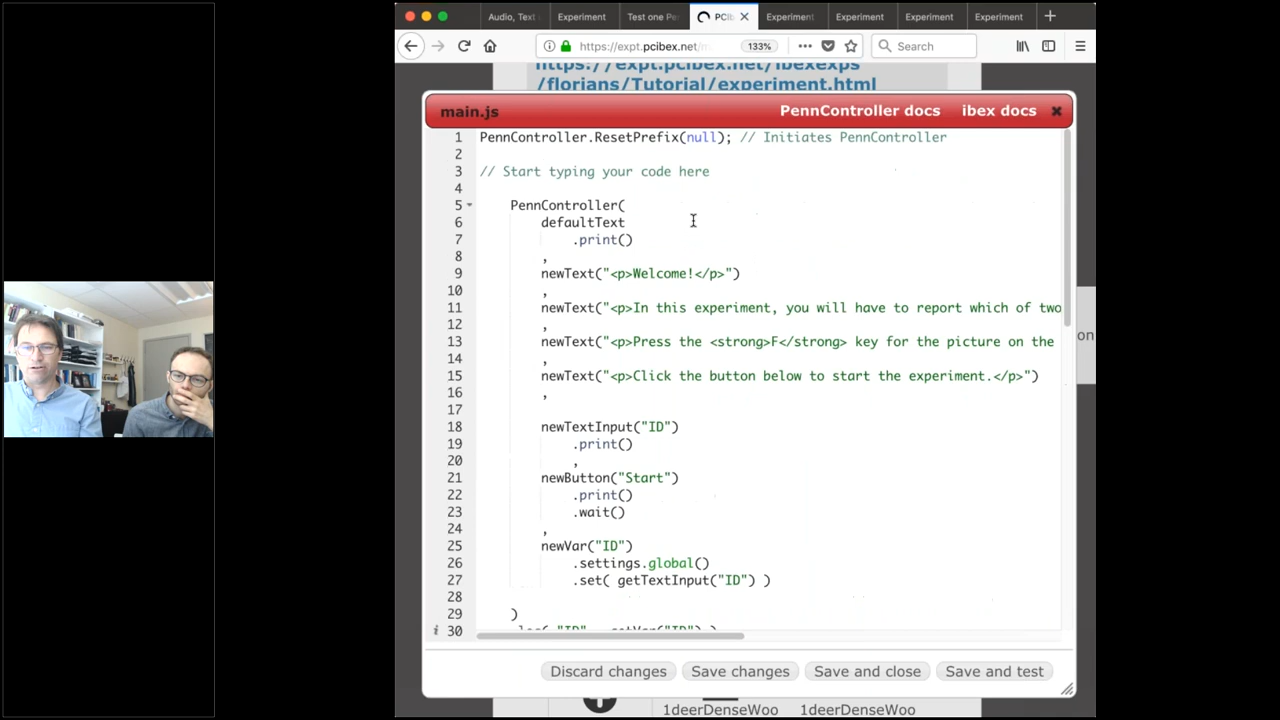 Audio, Text
Experiment
Test one Pe
PCIb
Experiment
Experiment
Experiment
Experiment
https://expt.pcibex.net/
133%
Search
https://expt.pcibex.net/ibexexps
/florians/Tutorial/experiment.html
main.js
PennController docs
ibex docs
1 PennController.ResetPrefix(null); // Initiates PennController
2
3 // Start typing your code here
4
5 PennController(
6 defaultText
7 .print()
8 ,
9 newText("<p>Welcome!</p>")
10 ,
11 newText("<p>In this experiment, you will have to report which of two
12 ,
13 newText("<p>Press the <strong>F</strong> key for the picture on the
14 ,
15 newText("<p>Click the button below to start the experiment.</p>")
16 ,
17
18 newTextInput("ID")
19 .print()
20 ,
21 newButton("Start")
22 .print()
23 .wait()
24 ,
25 newVar("ID")
26 .settings.global()
27 .set( getTextInput("ID") )
28
29 )
30 .log( "ID" , getVar("ID") )
on
Discard changes
Save changes
Save and close
Save and test
1deerDenseWoo
1deerDenseWoo